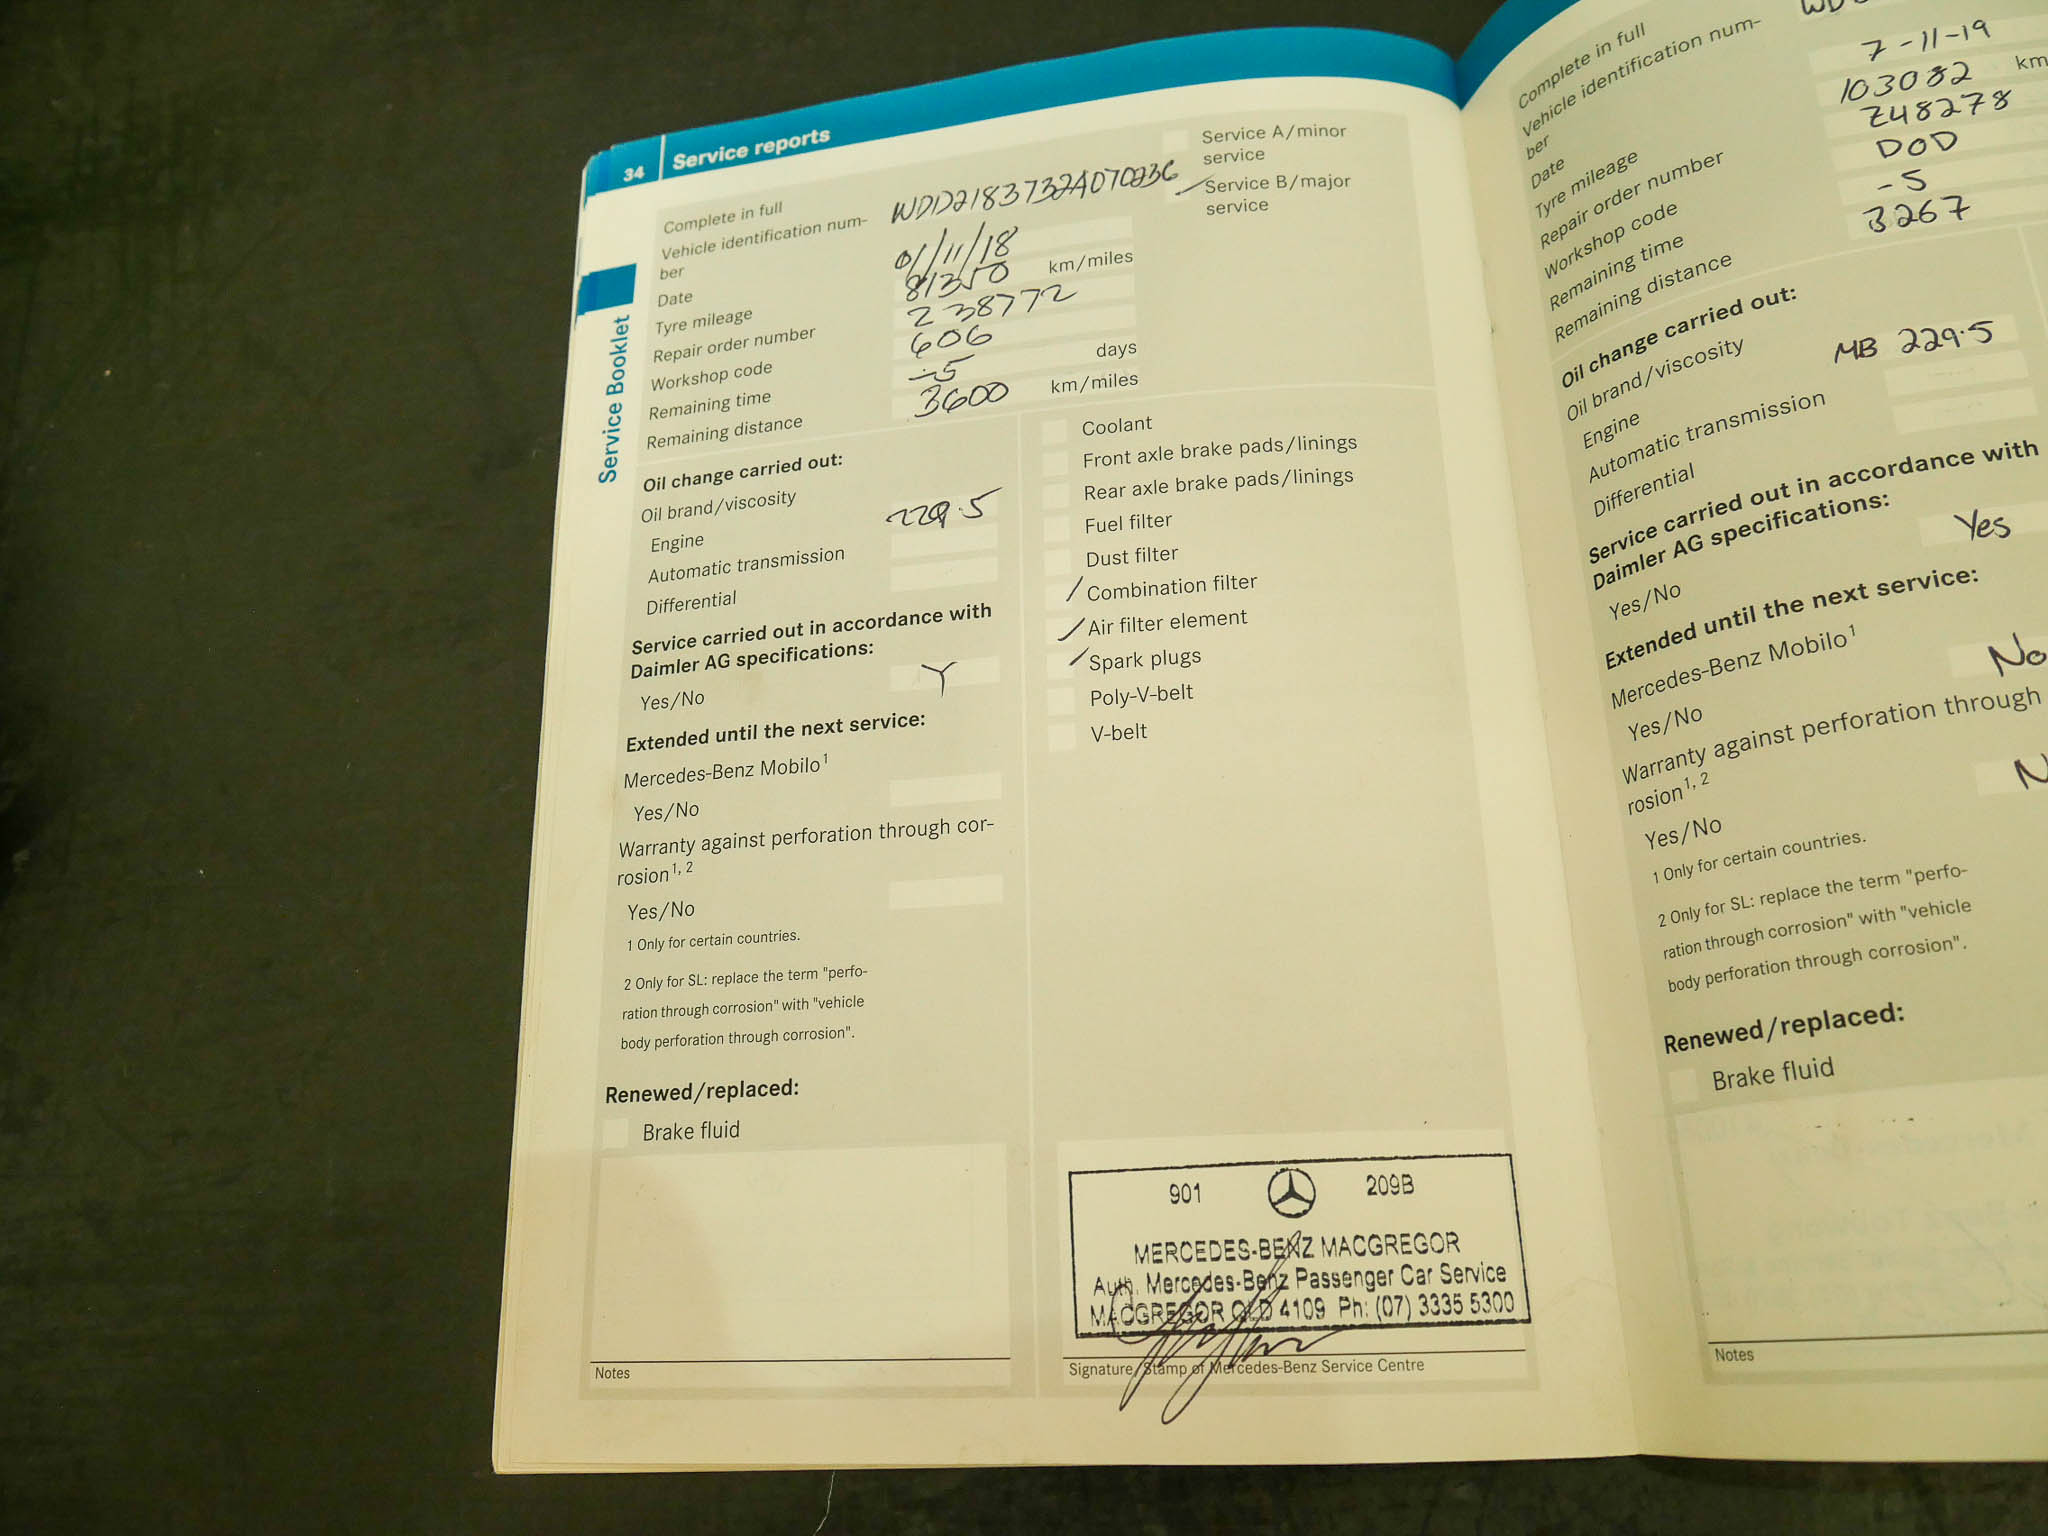 34 Service reports
Service Booklet
Complete in full
Vehicle identification num-
ber
WDD2183732A070236
Date 01/11/18
Tyre mileage 81350 km/miles
Repair order number 238772
Workshop code 606
Remaining time -5 days
Remaining distance 3600 km/miles
Service A/minor
service
Service B/major
service
Oil change carried out:
Oil brand/viscosity
Engine 229.5
Automatic transmission
Differential
Service carried out in accordance with
Daimler AG specifications:
Yes/No Y
Extended until the next service:
Mercedes-Benz Mobilo1
Yes/No
Warranty against perforation through cor-
rosion1, 2
Yes/No
1 Only for certain countries.
2 Only for SL: replace the term "perfo-
ration through corrosion" with "vehicle
body perforation through corrosion".
Renewed/replaced:
Brake fluid
Notes
Coolant
Front axle brake pads/linings
Rear axle brake pads/linings
Fuel filter
Dust filter
Combination filter
Air filter element
Spark plugs
Poly-V-belt
V-belt
901 209B
MERCEDES-BENZ MACGREGOR
Auth. Mercedes-Benz Passenger Car Service
MACGREGOR QLD 4109 Ph: (07) 3335 5300
Signature/Stamp of Mercedes-Benz Service Centre
Complete in full
Vehicle identification num-
ber
Date 7-11-19
Tyre mileage 103082 km
Repair order number 248278
Workshop code DOD
Remaining time -5
Remaining distance 3267
Oil change carried out:
Oil brand/viscosity
Engine MB 229.5
Automatic transmission
Differential
Service carried out in accordance with
Daimler AG specifications:
Yes/No Yes
Extended until the next service:
Mercedes-Benz Mobilo1
Yes/No No
Warranty against perforation through
rosion1, 2
Yes/No N
1 Only for certain countries.
2 Only for SL: replace the term "perfo-
ration through corrosion" with "vehicle
body perforation through corrosion".
Renewed/replaced:
Brake fluid
Notes